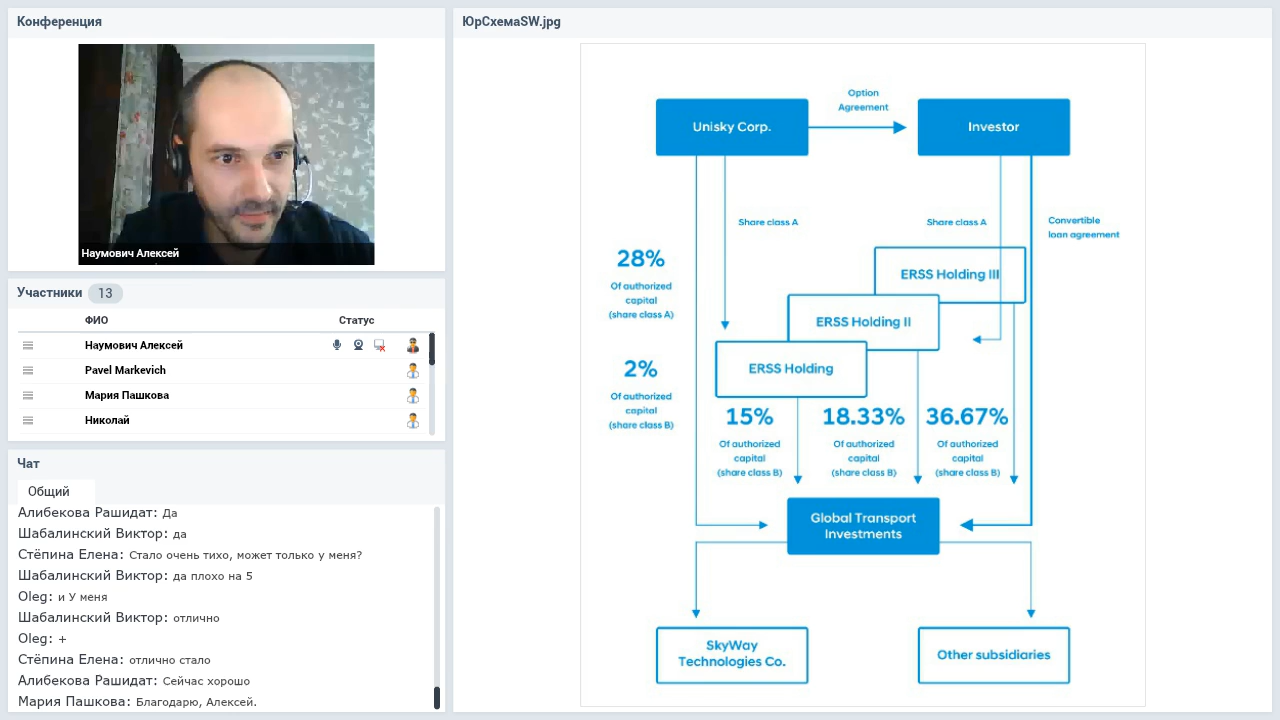 Конференция
Наумович Алексей
Участники 13
ФИО Статус
Наумович Алексей
Pavel Markevich
Мария Пашкова
Николай
Чат
Общий
Алибекова Рашидат: Да
Шабалинский Виктор: да
Стёпина Елена: Стало очень тихо, может только у меня?
Шабалинский Виктор: да плохо на 5
Oleg: и У меня
Шабалинский Виктор: отлично
Oleg: +
Стёпина Елена: отлично стало
Алибекова Рашидат: Сейчас хорошо
Мария Пашкова: Благодарю, Алексей.
ЮрСхемаSW.jpg
Option
Agreement
Unisky Corp.
Investor
Share class A
Share class A
Convertible
loan agreement
28%
Of authorized
capital
(share class A)
ERSS Holding III
ERSS Holding II
ERSS Holding
2%
Of authorized
capital
(share class B)
15%
Of authorized
capital
(share class B)
18.33%
Of authorized
capital
(share class B)
36.67%
Of authorized
capital
(share class B)
Global Transport
Investments
SkyWay
Technologies Co.
Other subsidiaries